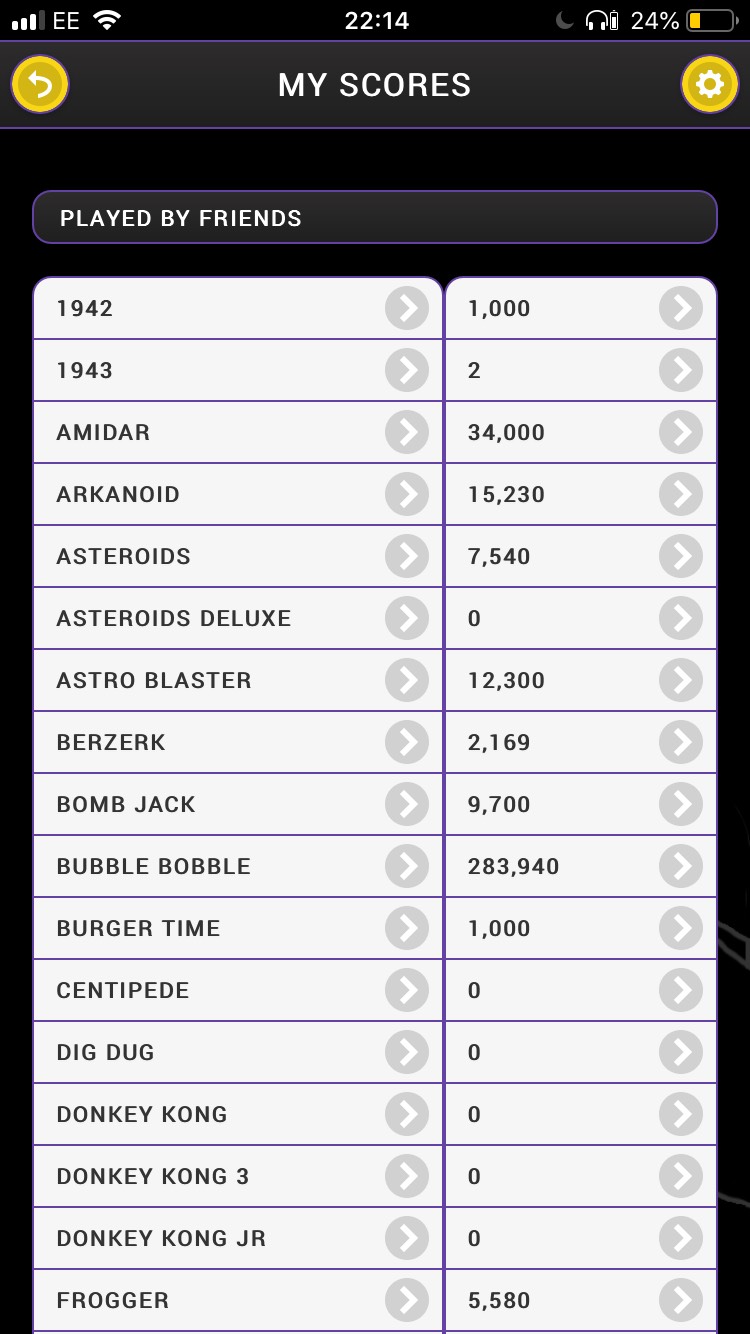 EE 22:14 24%
MY SCORES
PLAYED BY FRIENDS
1942 1,000
1943 2
AMIDAR 34,000
ARKANOID 15,230
ASTEROIDS 7,540
ASTEROIDS DELUXE 0
ASTRO BLASTER 12,300
BERZERK 2,169
BOMB JACK 9,700
BUBBLE BOBBLE 283,940
BURGER TIME 1,000
CENTIPEDE 0
DIG DUG 0
DONKEY KONG 0
DONKEY KONG 3 0
DONKEY KONG JR 0
FROGGER 5,580